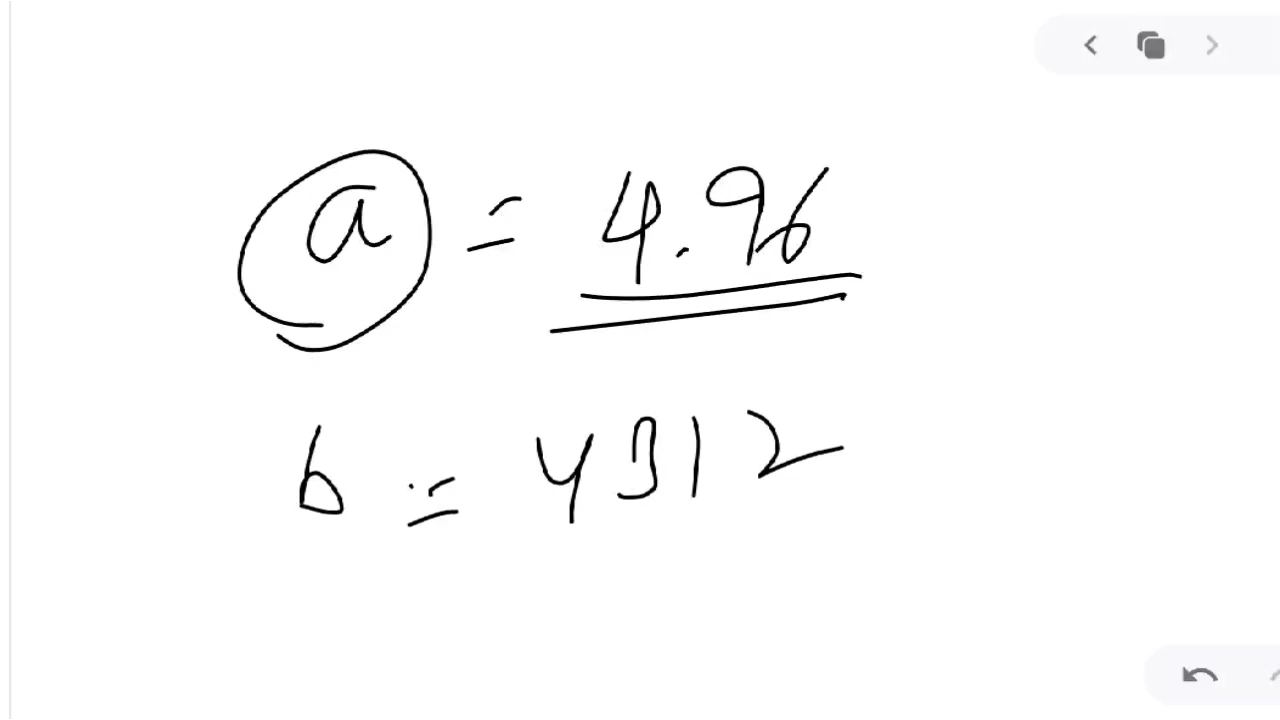 a = 4.96
b = 4312